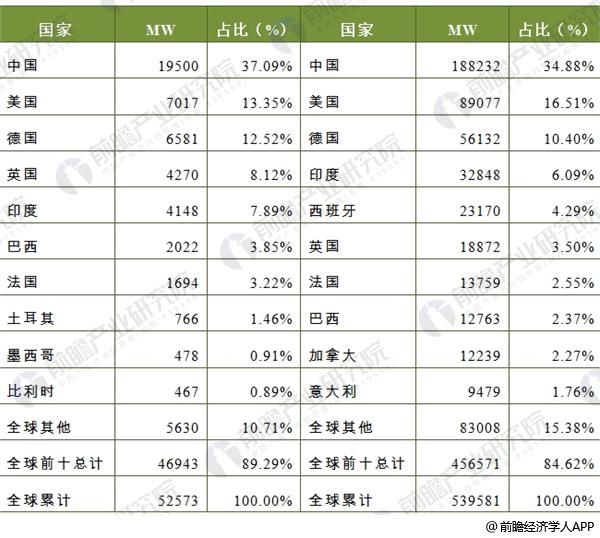 国家 MW 占比（%） 国家 MW 占比（%）
中国 19500 37.09% 中国 188232 34.88%
美国 7017 13.35% 美国 89077 16.51%
德国 6581 12.52% 德国 56132 10.40%
英国 4270 8.12% 印度 32848 6.09%
印度 4148 7.89% 西班牙 23170 4.29%
巴西 2022 3.85% 英国 18872 3.50%
法国 1694 3.22% 法国 13759 2.55%
土耳其 766 1.46% 巴西 12763 2.37%
墨西哥 478 0.91% 加拿大 12239 2.27%
比利时 467 0.89% 意大利 9479 1.76%
全球其他 5630 10.71% 全球其他 83008 15.38%
全球前十总计 46943 89.29% 全球前十总计 456571 84.62%
全球累计 52573 100.00% 全球累计 539581 100.00%
@前瞻经济学人APP
前瞻产业研究院